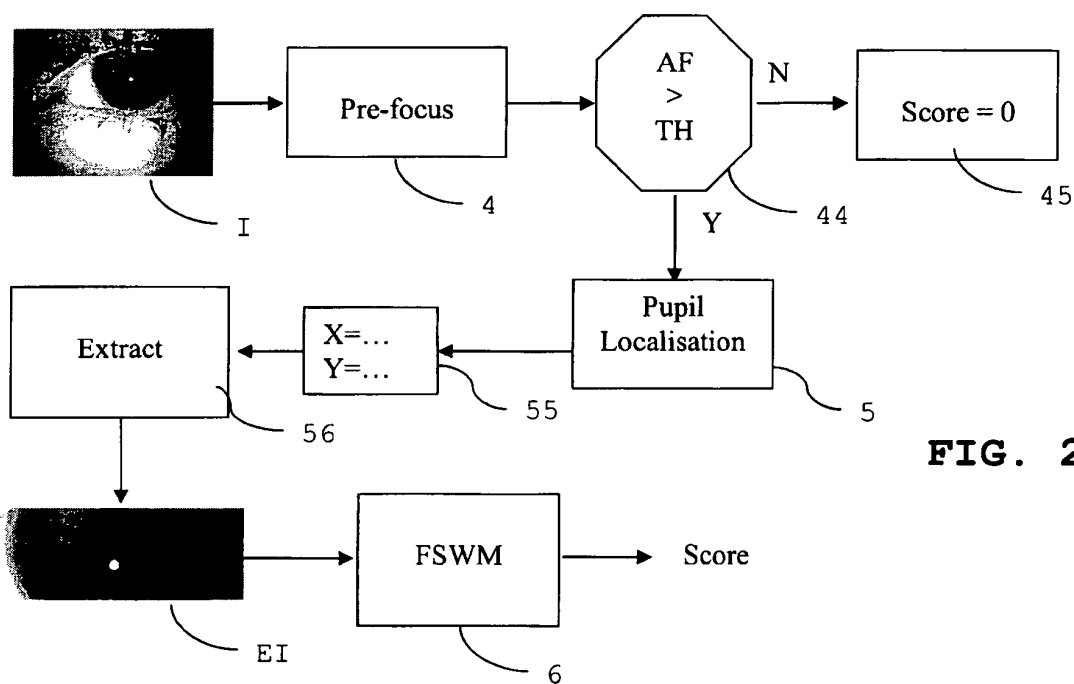 Pre-focus
AF
>
TH
N
Score = 0
I
4
44
45
Y
Extract
X=...
Y=...
Pupil
Localisation
56
55
5
FIG. 2
FSWM
Score
EI
6